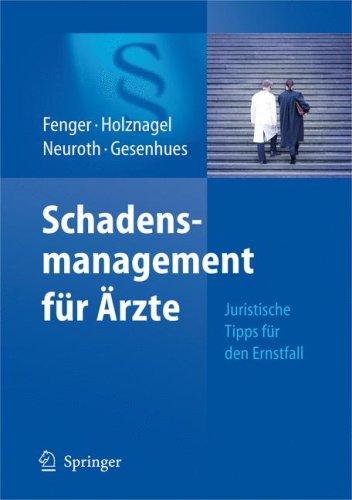 §
Fenger · Holznagel
Neuroth · Gesenhues
Schadens-
management
für Ärzte
Juristische
Tipps für
den Ernstfall
Springer